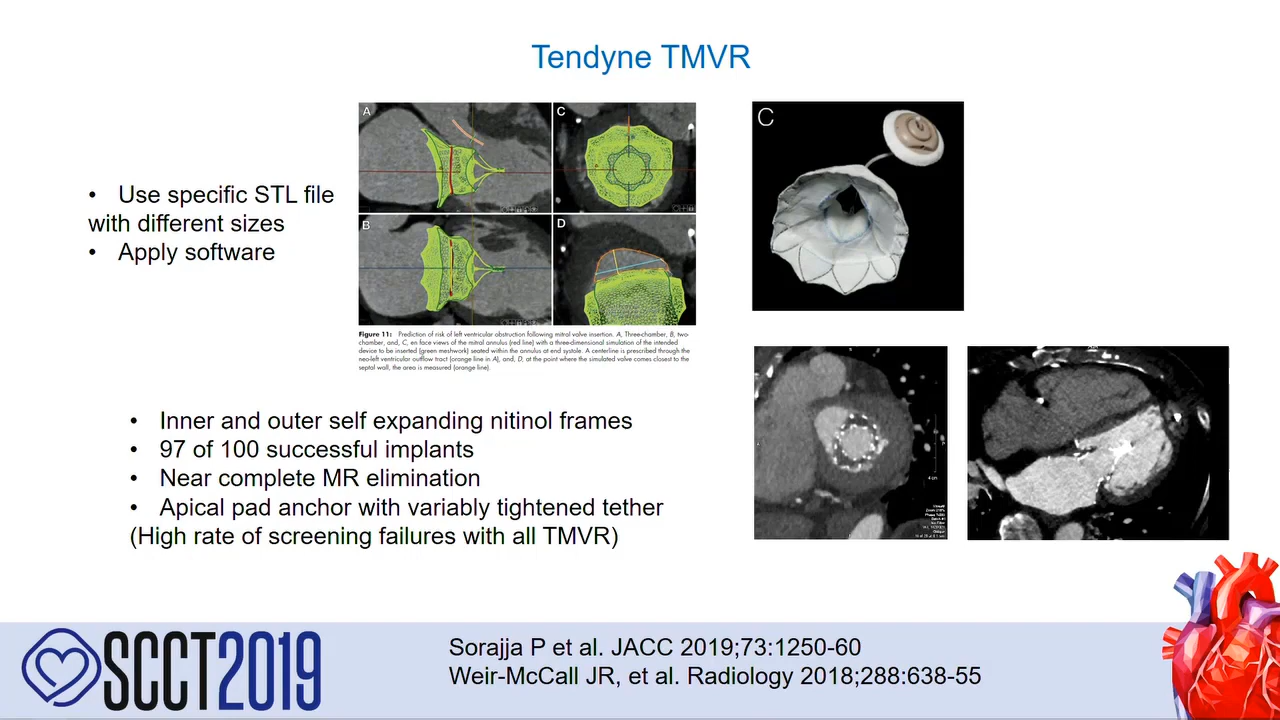 Tendyne TMVR
• Use specific STL file
with different sizes
• Apply software
A
C
B
D
Figure 11: Prediction of risk of left ventricular obstruction following mitral valve insertion. A, Three-chamber, B, two-
chamber, and, C, en face views of the mitral annulus (red line) with a three-dimensional simulation of the intended
device to be inserted (green meshwork) seated within the annulus at end systole. A centerline is prescribed through the
neo-left ventricular outflow tract (orange line in A), and, D, at the point where the simulated valve comes closest to the
septal wall, the area is measured (orange line).
C
• Inner and outer self expanding nitinol frames
• 97 of 100 successful implants
• Near complete MR elimination
• Apical pad anchor with variably tightened tether
(High rate of screening failures with all TMVR)
4 cm
SCCT2019
Sorajja P et al. JACC 2019;73:1250-60
Weir-McCall JR, et al. Radiology 2018;288:638-55